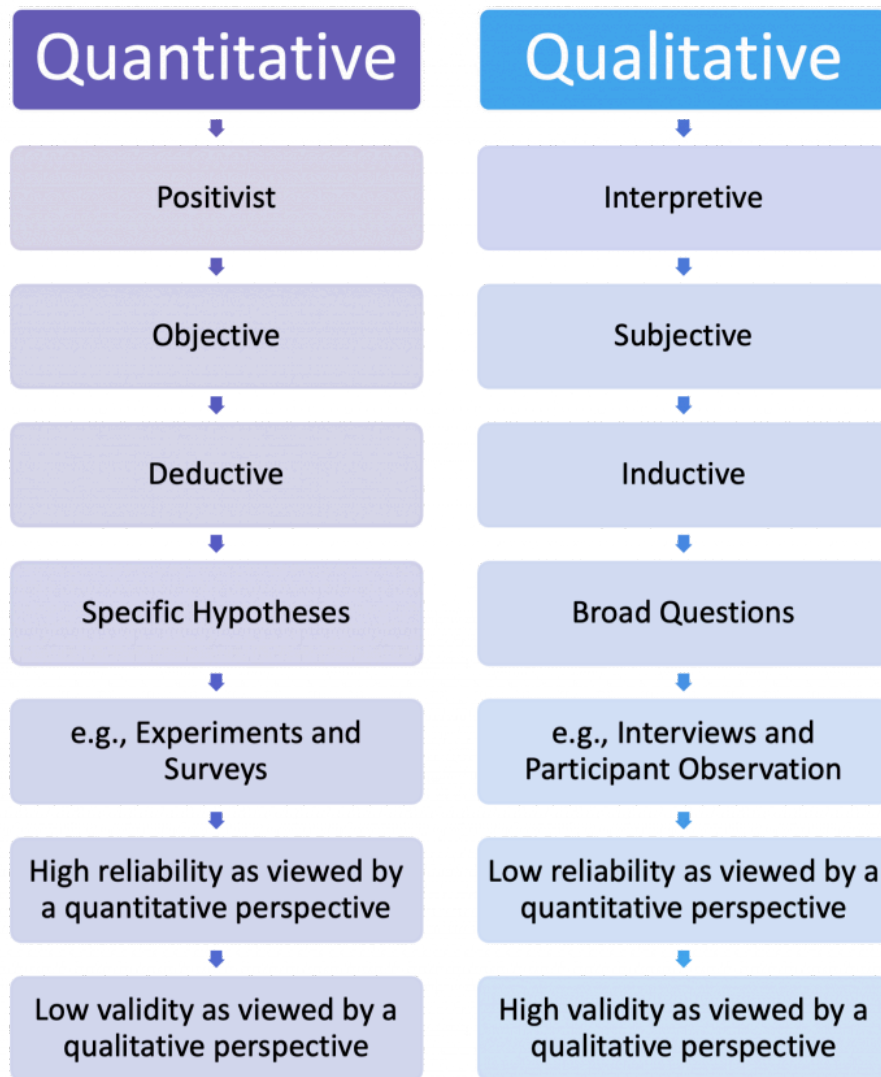 Quantitative
Positivist
Objective
Deductive
Specific Hypotheses
e.g., Experiments and
Surveys
High reliability as viewed by
a quantitative perspective
Low validity as viewed by a
qualitative perspective
Qualitative
Interpretive
Subjective
Inductive
Broad Questions
e.g., Interviews and
Participant Observation
Low reliability as viewed by a
quantitative perspective
High validity as viewed by a
qualitative perspective